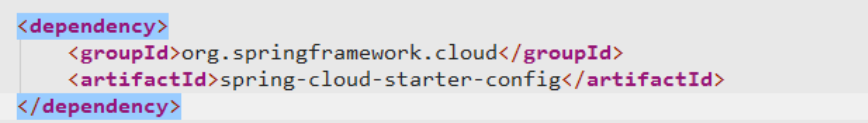 <dependency>
<groupId>org.springframework.cloud</groupId>
<artifactId>spring-cloud-starter-config</artifactId>
</dependency>